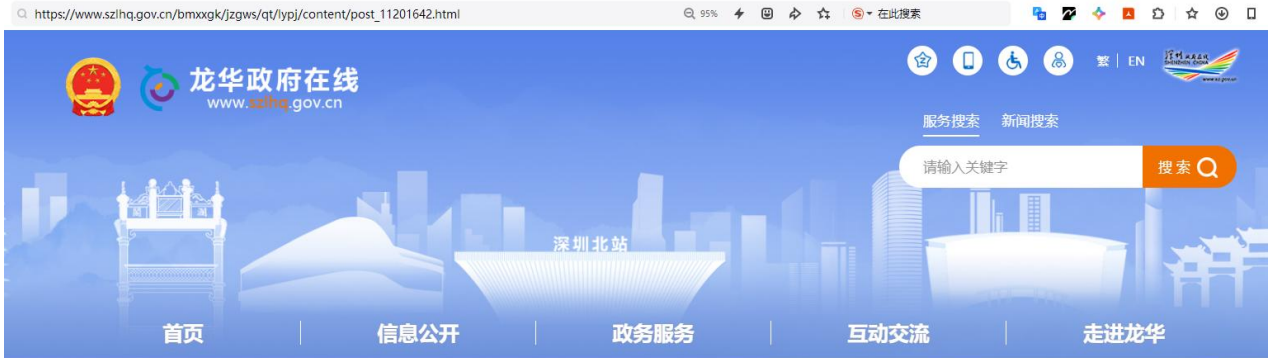 https://www.szlhq.gov.cn/bmxxgk/jzgws/qt/lypj/content/post_11201642.html
95%
在此搜索
龙华政府在线
www.szlhq.gov.cn
繁 | EN
服务搜索 新闻搜索
请输入关键字
搜索
深圳北站
首页 信息公开 政务服务 互动交流 走进龙华